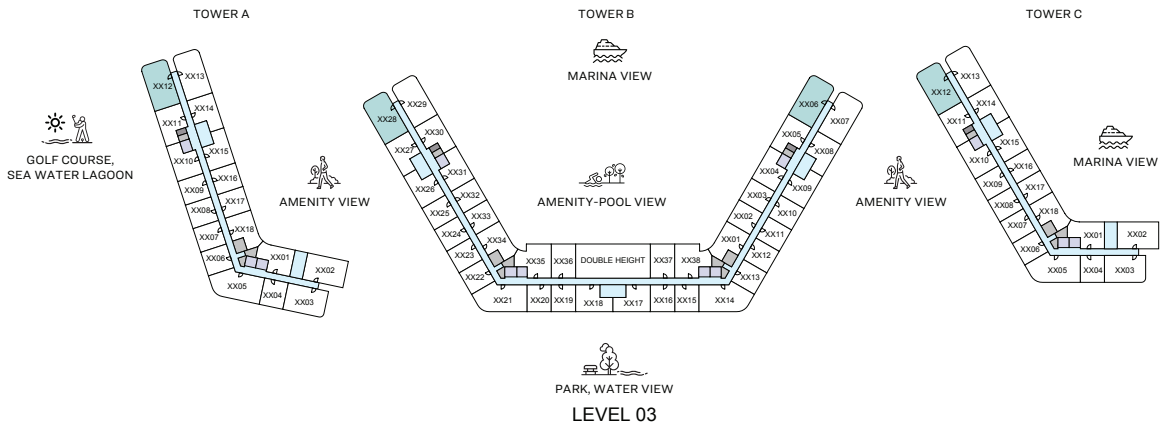 TOWER A
TOWER B
TOWER C
MARINA VIEW
GOLF COURSE,
SEA WATER LAGOON
AMENITY VIEW
AMENITY-POOL VIEW
AMENITY VIEW
MARINA VIEW
XX12
XX13
XX11
XX14
XX10
XX15
XX09
XX16
XX08
XX17
XX07
XX18
XX06
XX01
XX02
XX05
XX04
XX03
XX28
XX29
XX27
XX30
XX26
XX31
XX25
XX32
XX24
XX33
XX23
XX34
XX22
XX35
XX36
DOUBLE HEIGHT
XX37
XX38
XX21
XX20
XX19
XX18
XX17
XX16
XX15
XX14
XX06
XX07
XX05
XX08
XX04
XX09
XX03
XX10
XX02
XX11
XX01
XX12
XX13
XX12
XX13
XX11
XX14
XX10
XX15
XX09
XX16
XX08
XX17
XX07
XX18
XX06
XX01
XX02
XX05
XX04
XX03
PARK, WATER VIEW
LEVEL 03